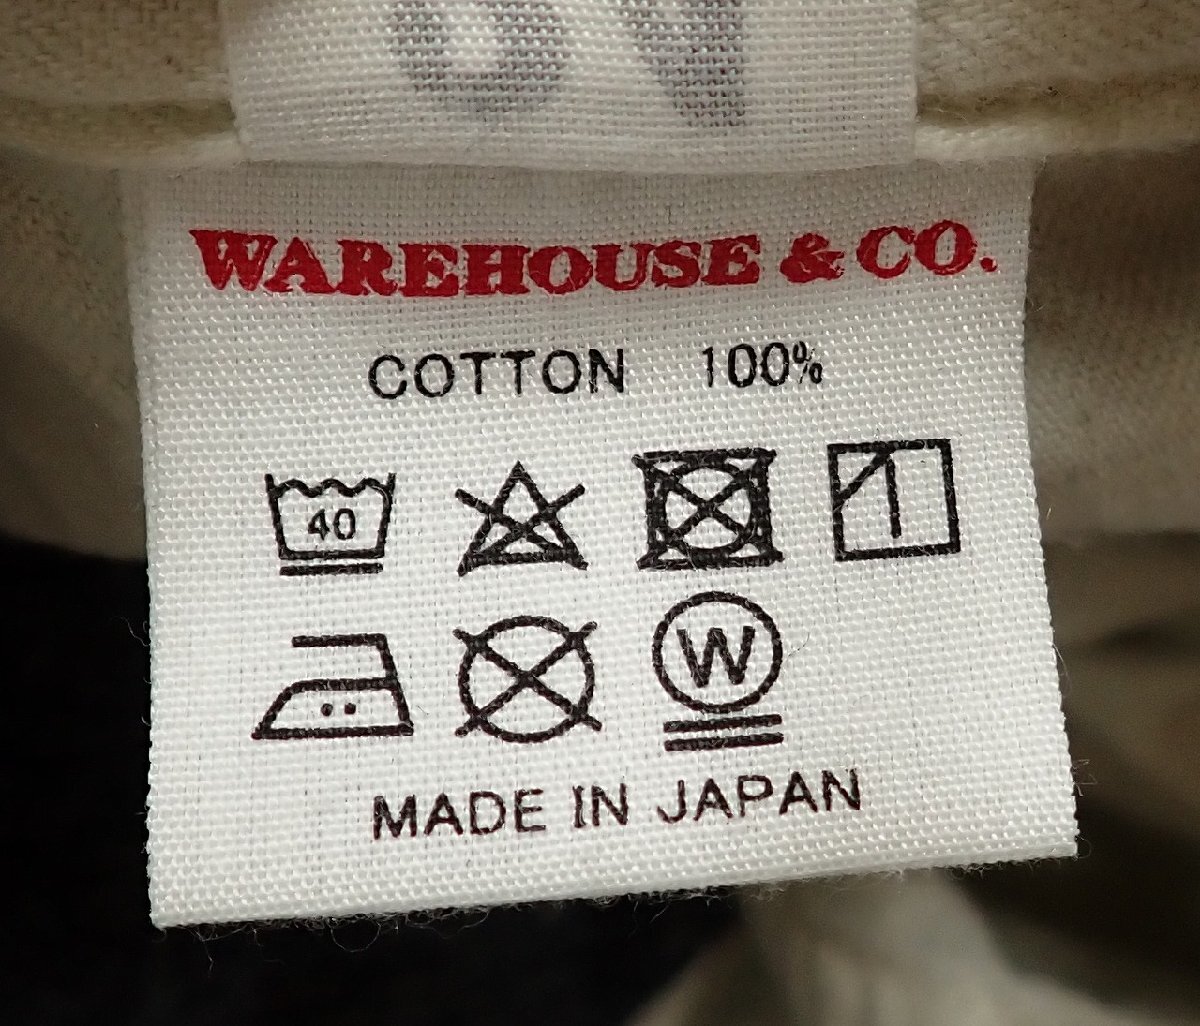 WAREHOUSE & CO.
COTTON 100%
40
W
MADE IN JAPAN